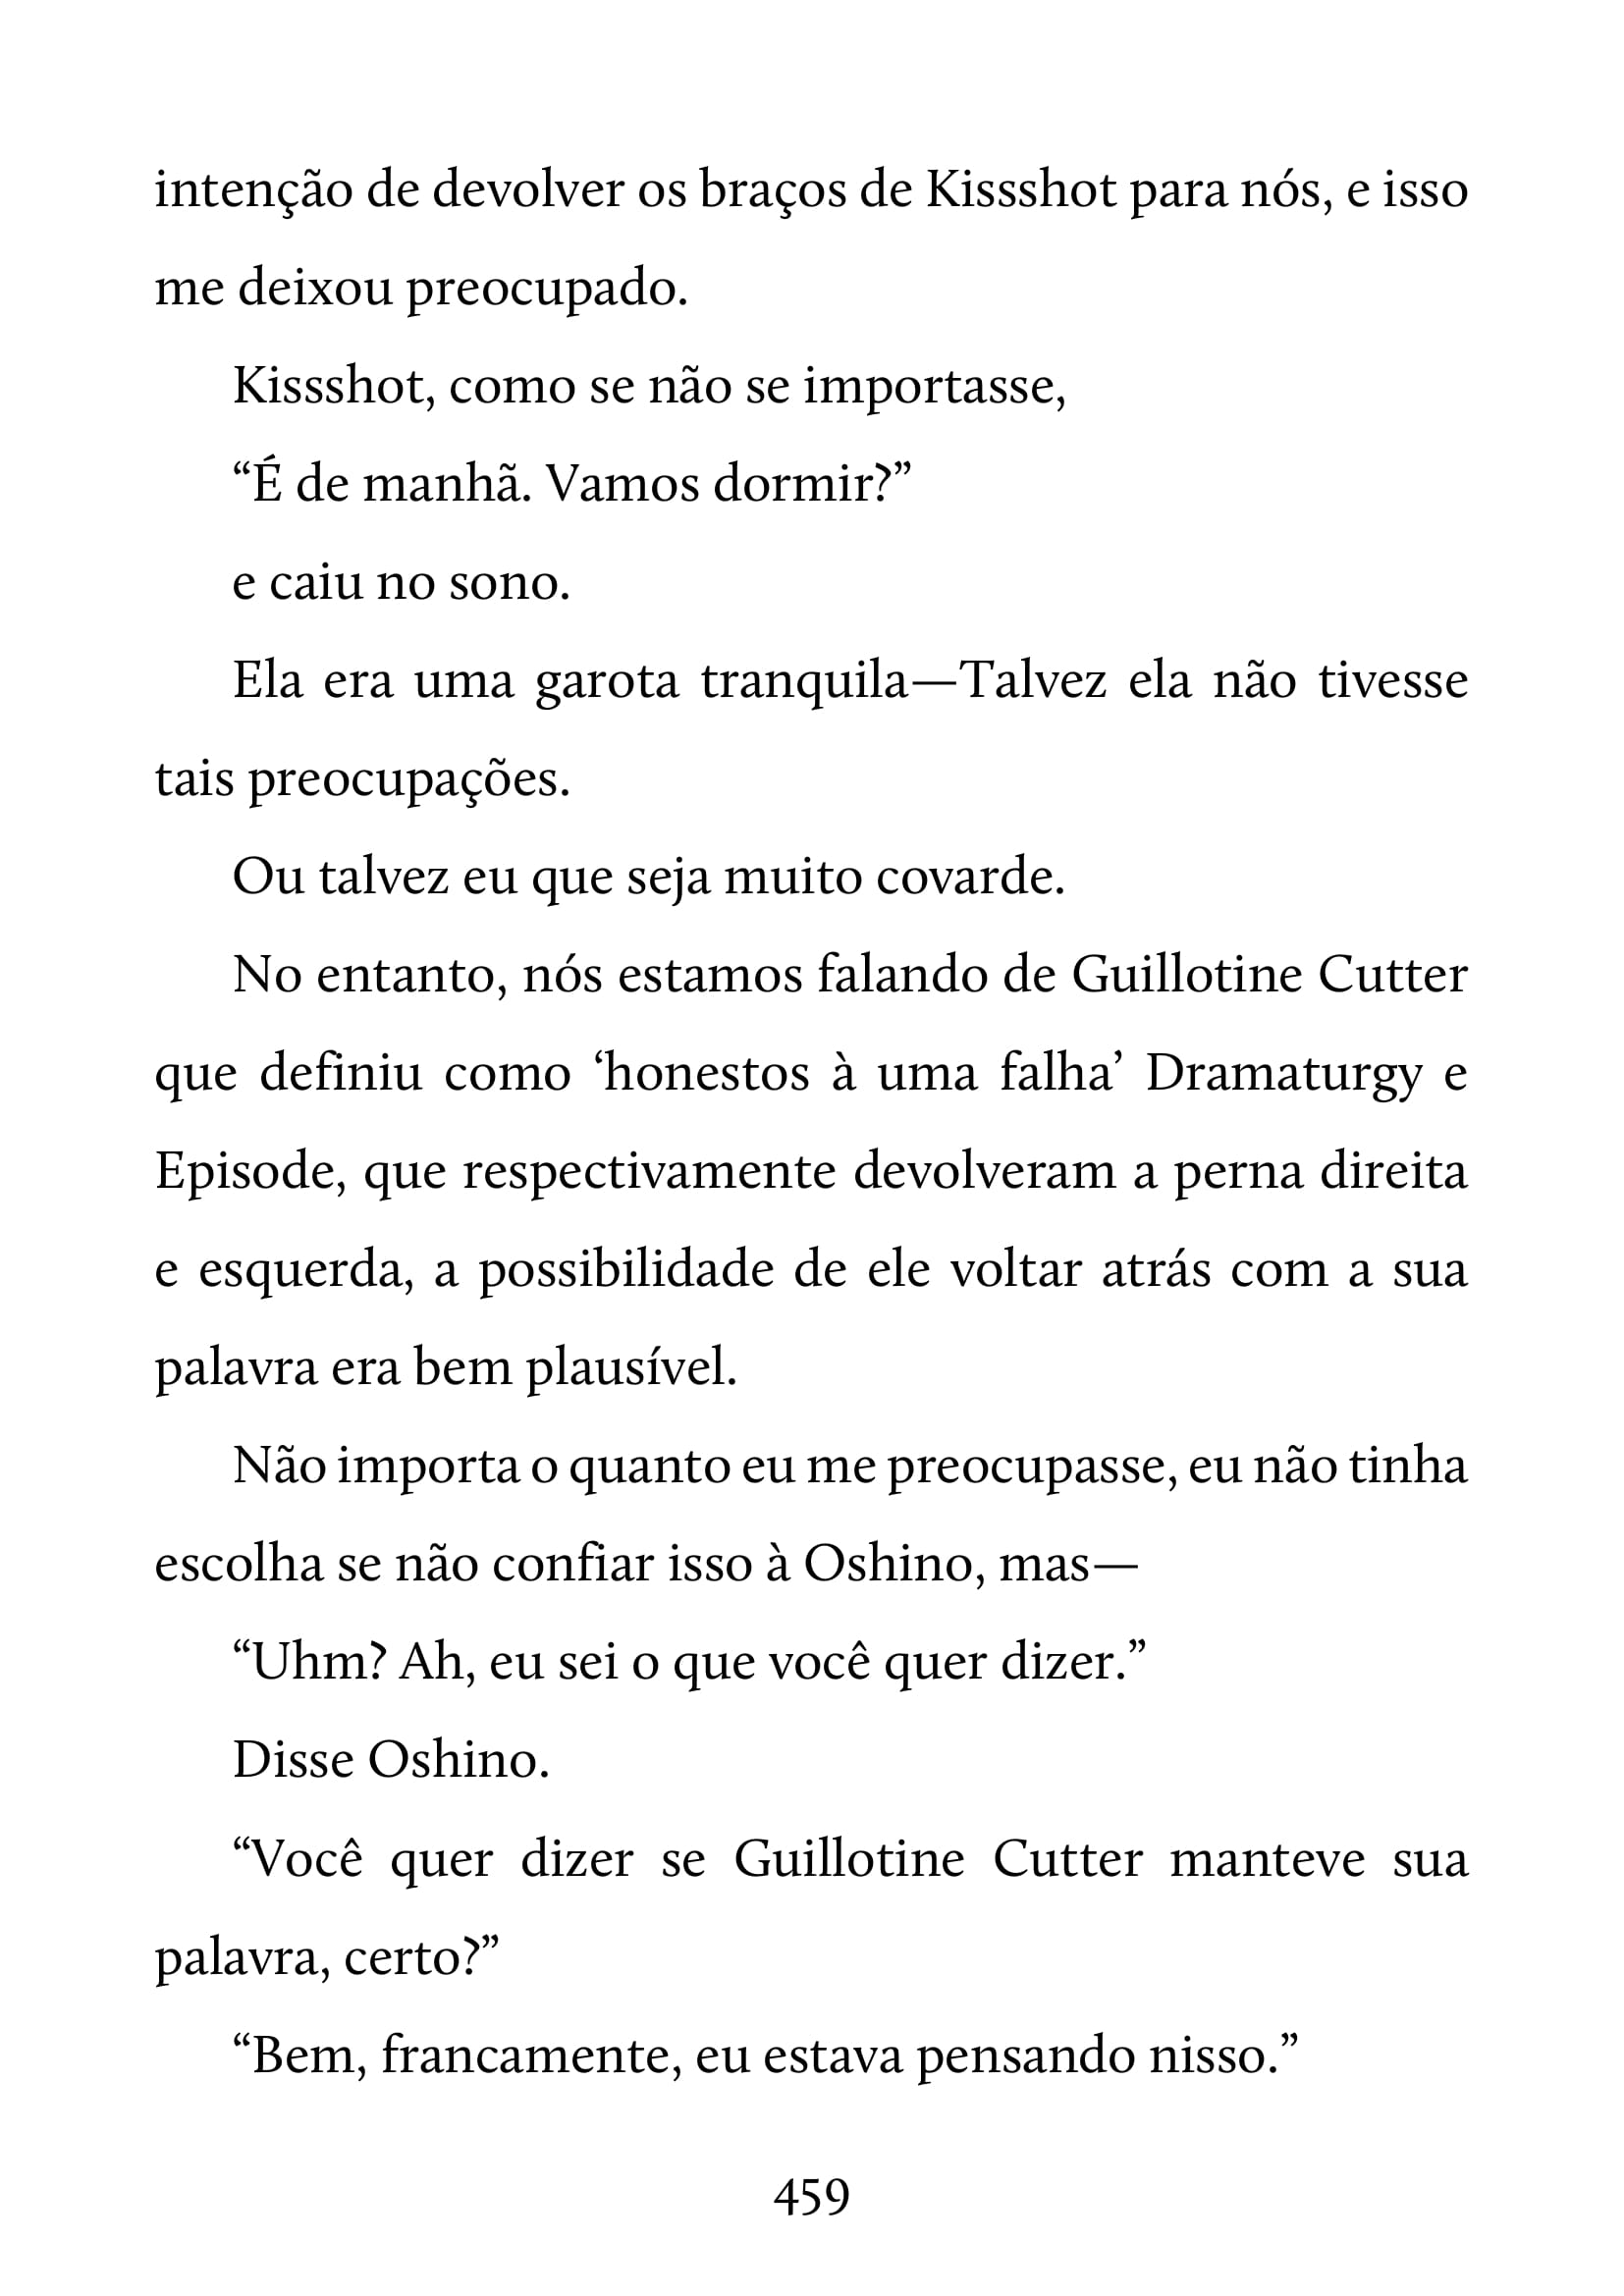 intenção de devolver os braços de Kissshot para nós, e isso
me deixou preocupado.
Kissshot, como se não se importasse,
“É de manhã. Vamos dormir?”
e caiu no sono.
Ela era uma garota tranquila—Talvez ela não tivesse
tais preocupações.
Ou talvez eu que seja muito covarde.
No entanto, nós estamos falando de Guillotine Cutter
que definiu como ‘honestos à uma falha’ Dramaturgy e
Episode, que respectivamente devolveram a perna direita
e esquerda, a possibilidade de ele voltar atrás com a sua
palavra era bem plausível.
Não importa o quanto eu me preocupasse, eu não tinha
escolha se não confiar isso à Oshino, mas—
“Uhm? Ah, eu sei o que você quer dizer.”
Disse Oshino.
“Você quer dizer se Guillotine Cutter manteve sua
palavra, certo?”
“Bem, francamente, eu estava pensando nisso.”
459